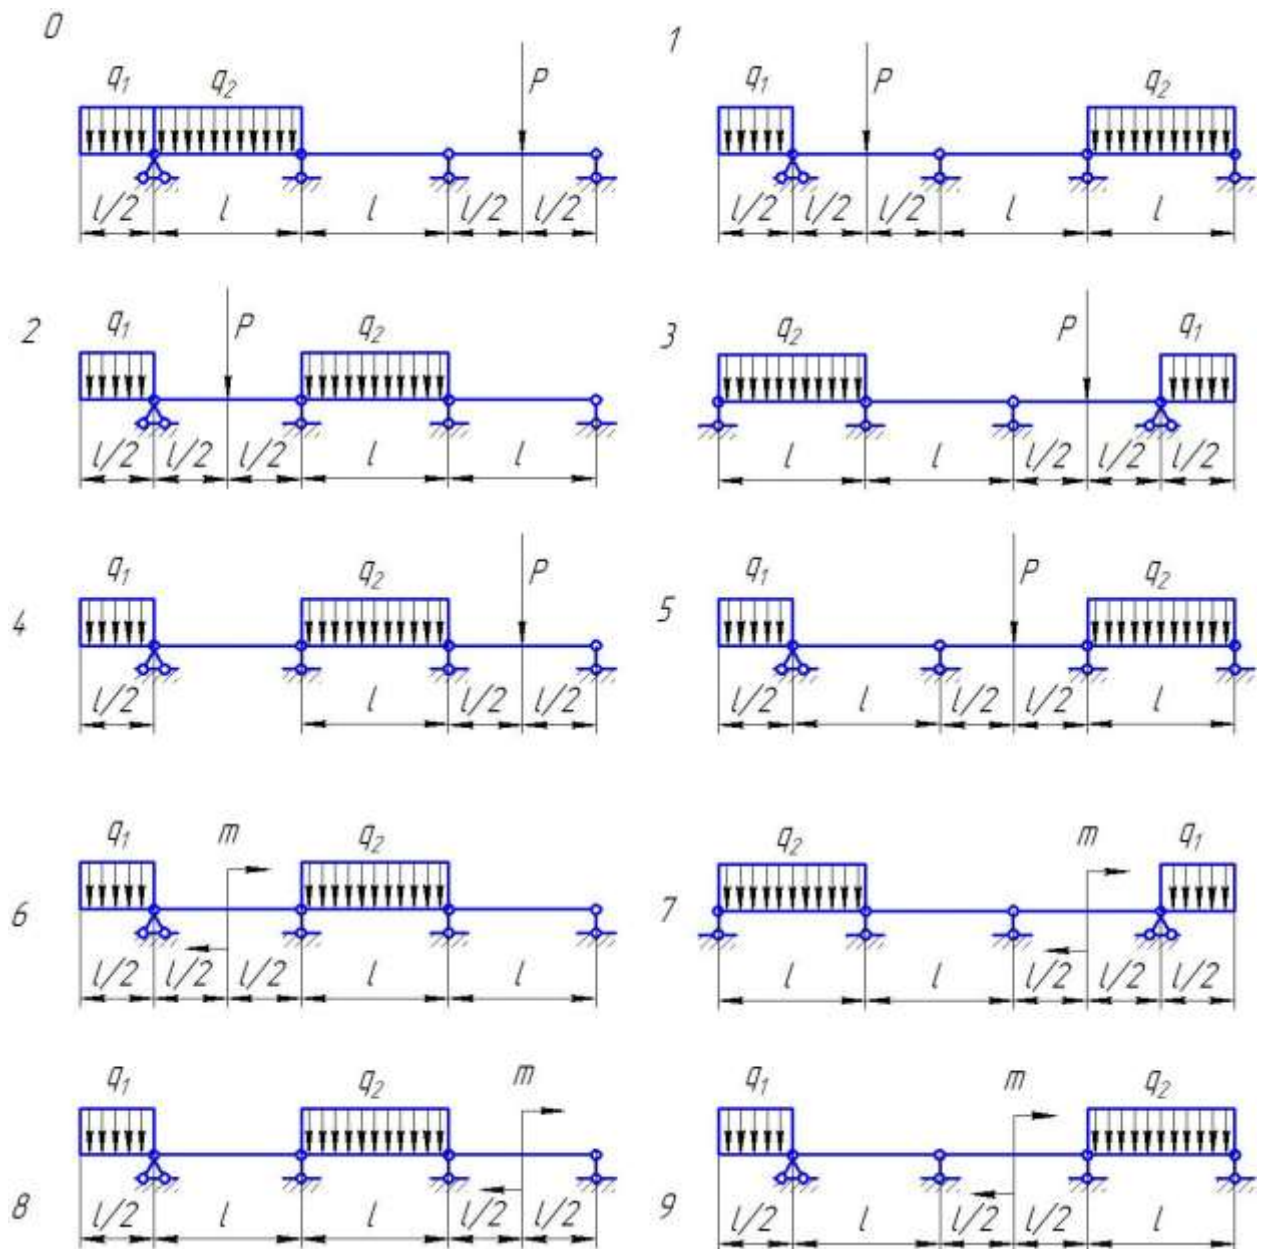 0
q₁ q₂ P
l/2 l l l/2 l/2
1
q₁ P q₂
l/2 l/2 l/2 l l
2
q₁ P q₂
l/2 l/2 l/2 l l
3
q₂ P q₁
l l l/2 l/2 l/2
4
q₁ q₂ P
l/2 l l/2 l/2
5
q₁ P q₂
l/2 l l/2 l/2 l
6
q₁ m q₂
l/2 l/2 l/2 l l
7
q₂ m q₁
l l l/2 l/2 l/2
8
q₁ q₂ m
l/2 l l l/2 l/2
9
q₁ m q₂
l/2 l l/2 l/2 l